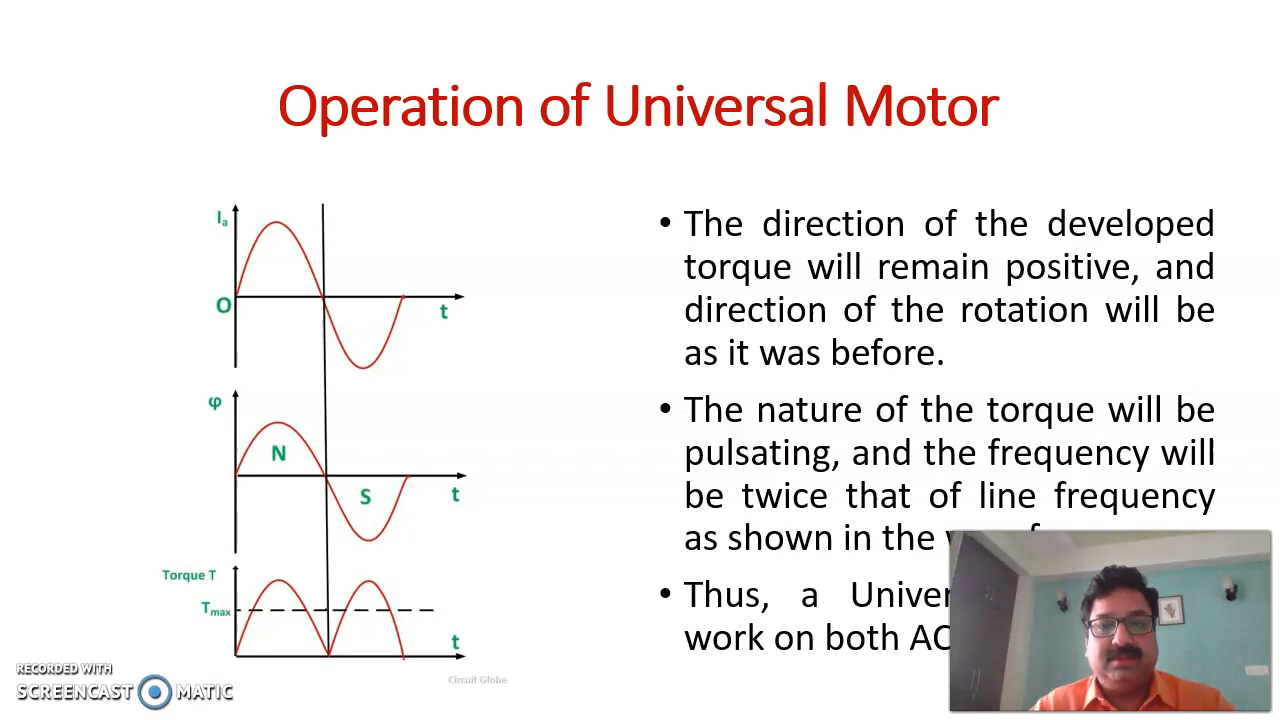 Operation of Universal Motor
Iₐ
O
t
φ
N
S
t
Torque T
Tmax
t
Circuit Globe
• The direction of the developed
torque will remain positive, and
direction of the rotation will be
as it was before.
• The nature of the torque will be
pulsating, and the frequency will
be twice that of line frequency
as shown in the
• Thus, a
work on both
RECORDED WITH
SCREENCAST MATIC